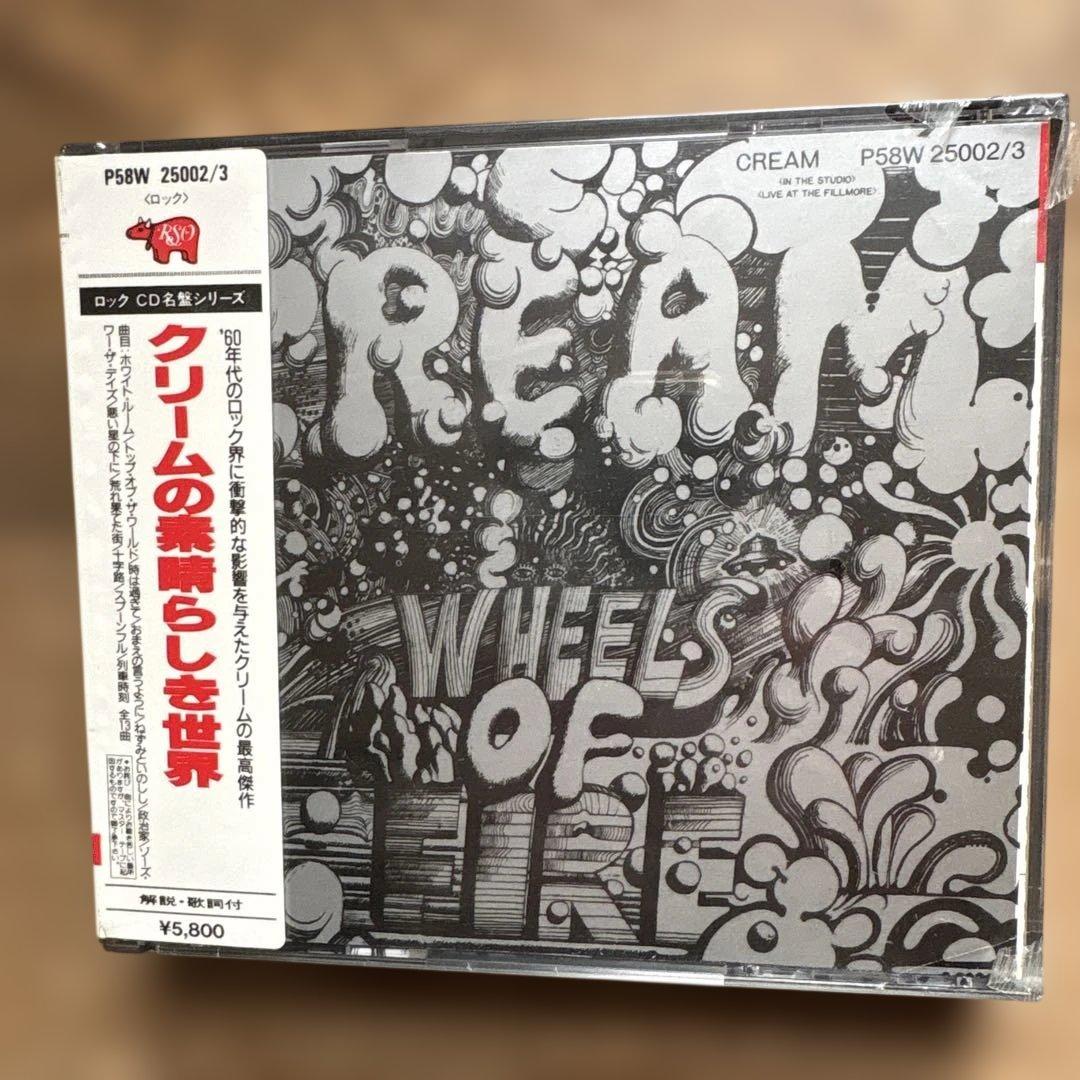 P58W 25002/3
〈ロック〉
RSO
ロック CD名盤シリーズ
'60年代のロック界に衝撃的な影響を与えたクリームの最高傑作
クリームの素晴らしき世界
曲目:ホワイト・ルーム/トップ・オブ・ザ・ワールド/時は過ぎて/おまえの言うように/ねずみといのしし/政治家/ゾーズ・
ワー・ザ・デイズ/悪い星の下に/荒れ果てた街/十字路/スプーンフル/列車時刻 全13曲
解説・歌詞付
¥5,800
CREAM P58W 25002/3
〈IN THE STUDIO〉
〈LIVE AT THE FILLMORE〉
CREAM
WHEELS
OF
FIRE